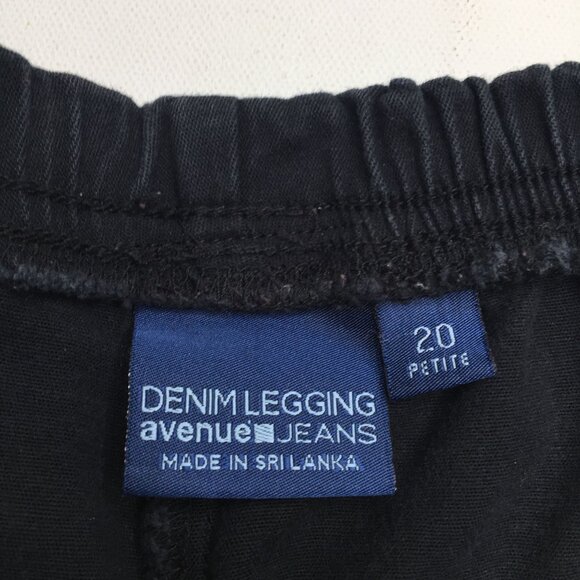 DENIM LEGGING
avenue JEANS
MADE IN SRI LANKA
20
PETITE